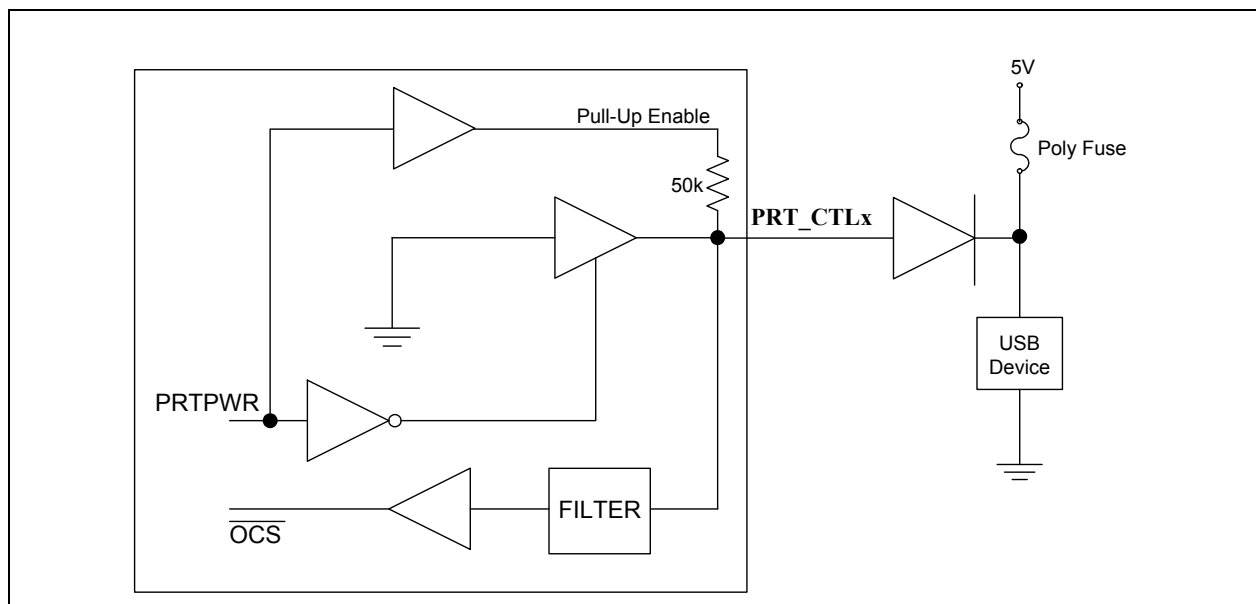 5V
Poly Fuse
Pull-Up Enable
50k
PRT_CTLx
USB
Device
PRTPWR
FILTER
OCS